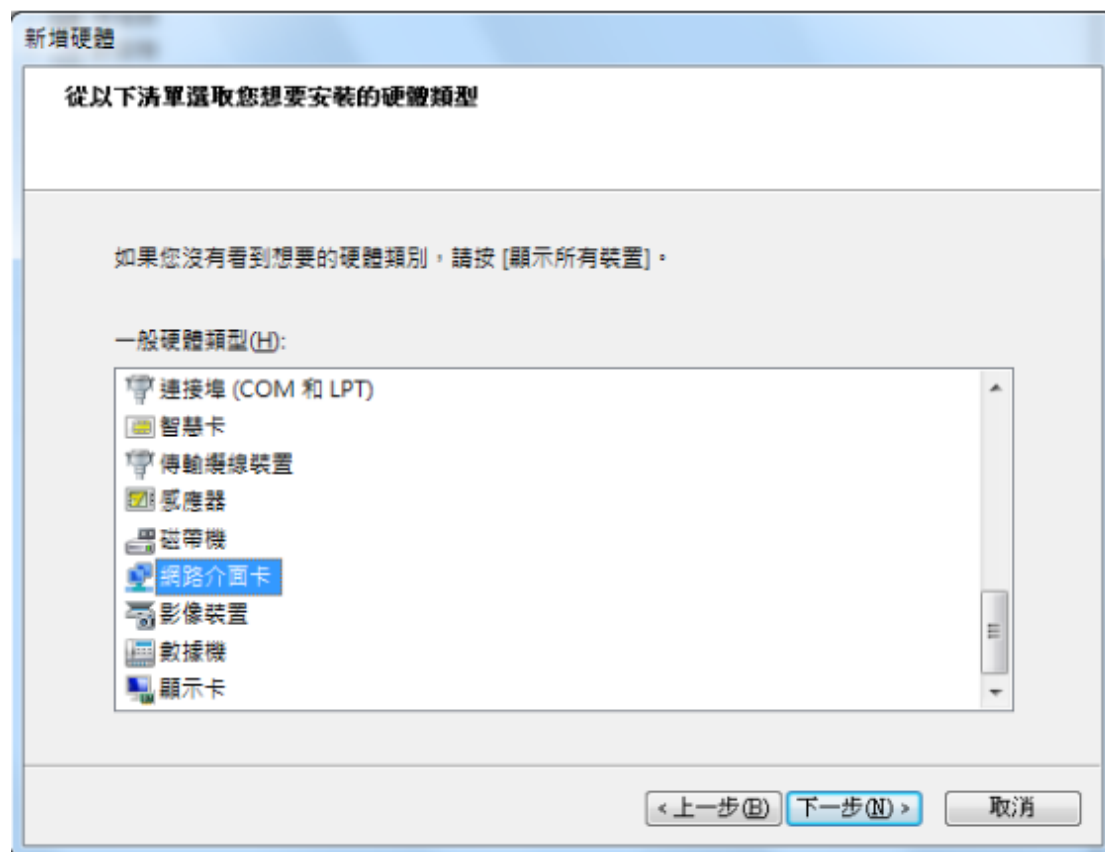 新增硬體
從以下清單選取您想要安裝的硬體類型
如果您沒有看到想要的硬體類別，請按 [顯示所有裝置]。
一般硬體類型(H):
連接埠 (COM 和 LPT)
智慧卡
傳輸纜線裝置
感應器
磁帶機
網路介面卡
影像裝置
數據機
顯示卡
<上一步(B) 下一步(N)> 取消